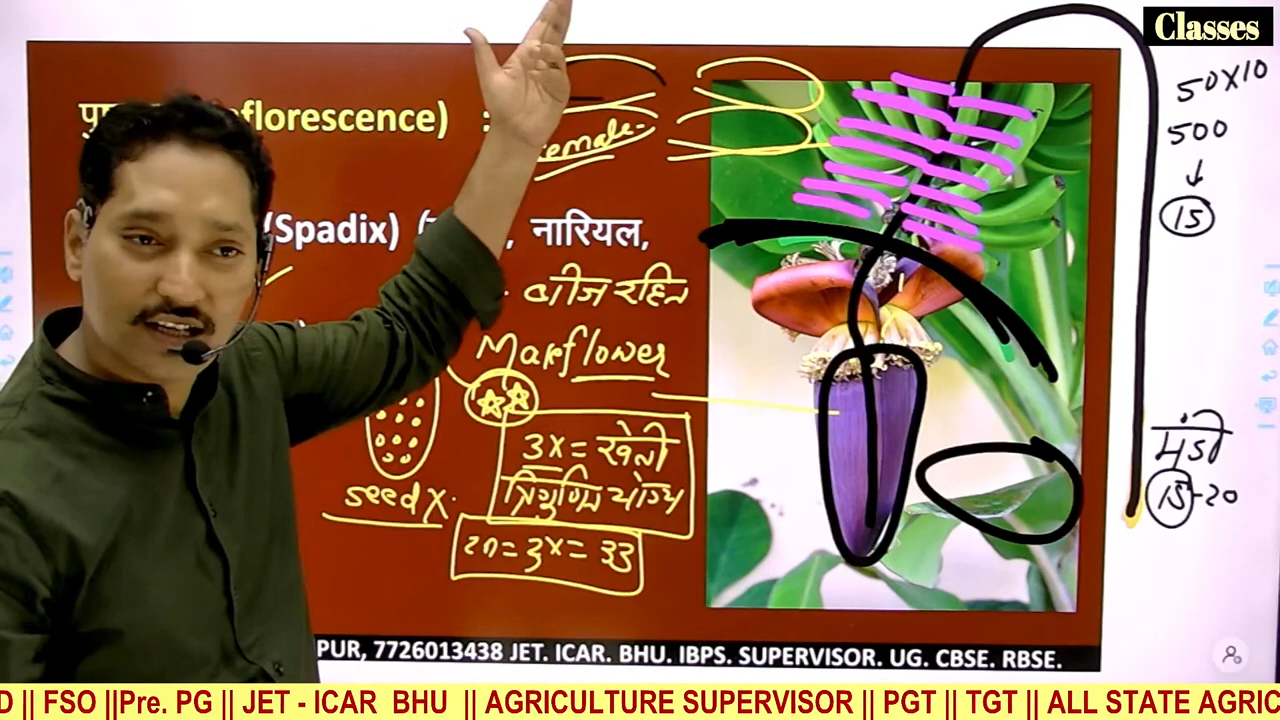 Classes
50X10
500
↓
15
florescence) :
Female
(Spadix) ( , नारियल,
बीज रहित
Maleflower
3x = खेती
seed X.
2n = 3x = 33
मंडी
15-20
PUR, 7726013438 JET. ICAR. BHU. IBPS. SUPERVISOR. UG. CBSE. RBSE.
D || FSO ||Pre. PG || JET - ICAR BHU || AGRICULTURE SUPERVISOR || PGT || TGT || ALL STATE AGRIC